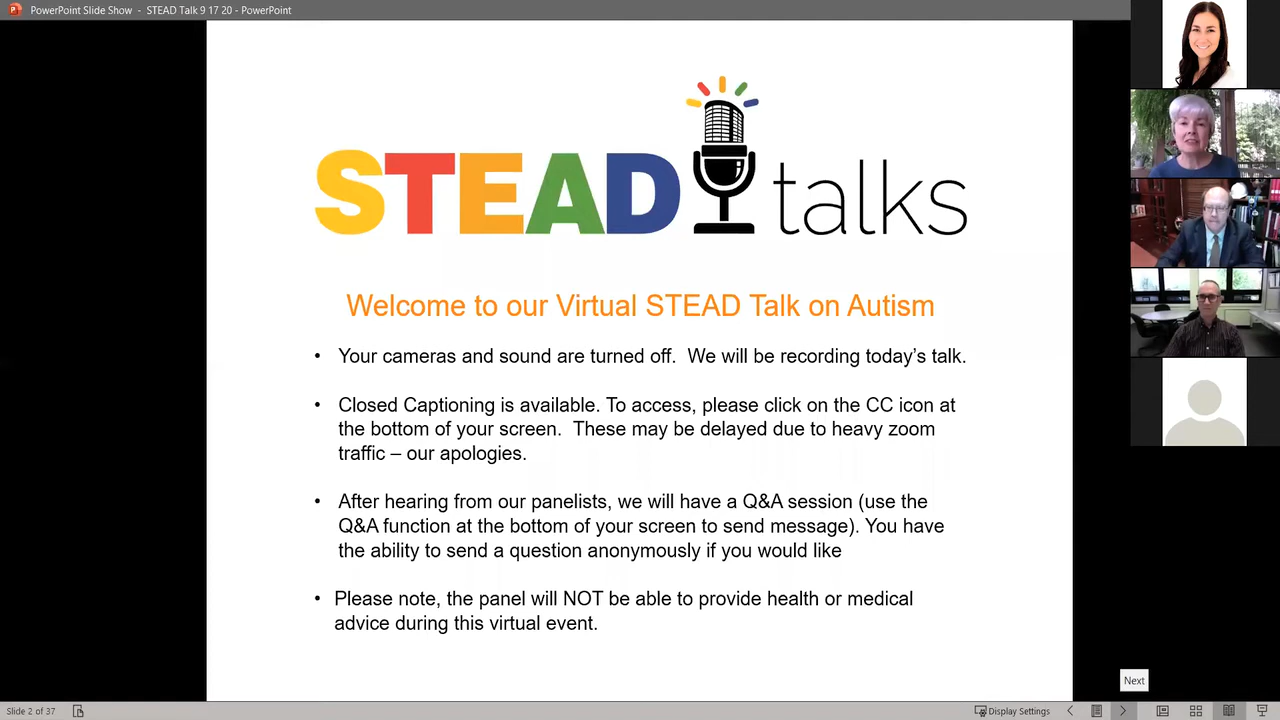 PowerPoint Slide Show - STEAD Talk 9 17 20 - PowerPoint
STEAD talks
Welcome to our Virtual STEAD Talk on Autism
• Your cameras and sound are turned off.  We will be recording today’s talk.
• Closed Captioning is available. To access, please click on the CC icon at
the bottom of your screen.  These may be delayed due to heavy zoom
traffic – our apologies.
• After hearing from our panelists, we will have a Q&A session (use the
Q&A function at the bottom of your screen to send message). You have
the ability to send a question anonymously if you would like
• Please note, the panel will NOT be able to provide health or medical
advice during this virtual event.
Next
Slide 2 of 37
Display Settings